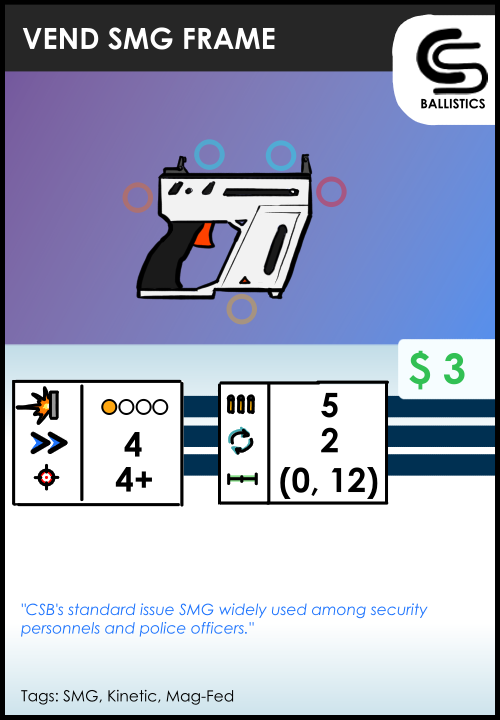 VEND SMG FRAME
CS
BALLISTICS
$ 3
4
4+
5
2
(0, 12)
"CSB's standard issue SMG widely used among security
personnels and police officers."
Tags: SMG, Kinetic, Mag-Fed